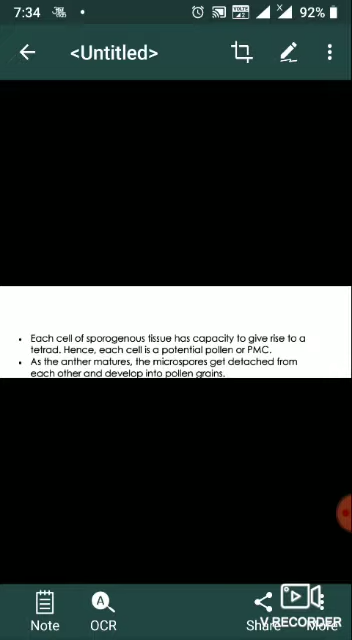 7:34 92%
<Untitled>
• Each cell of sporogenous tissue has capacity to give rise to a
tetrad. Hence, each cell is a potential pollen or PMC.
• As the anther matures, the microspores get detached from
each other and develop into pollen grains.
Note OCR Share More
V RECORDER